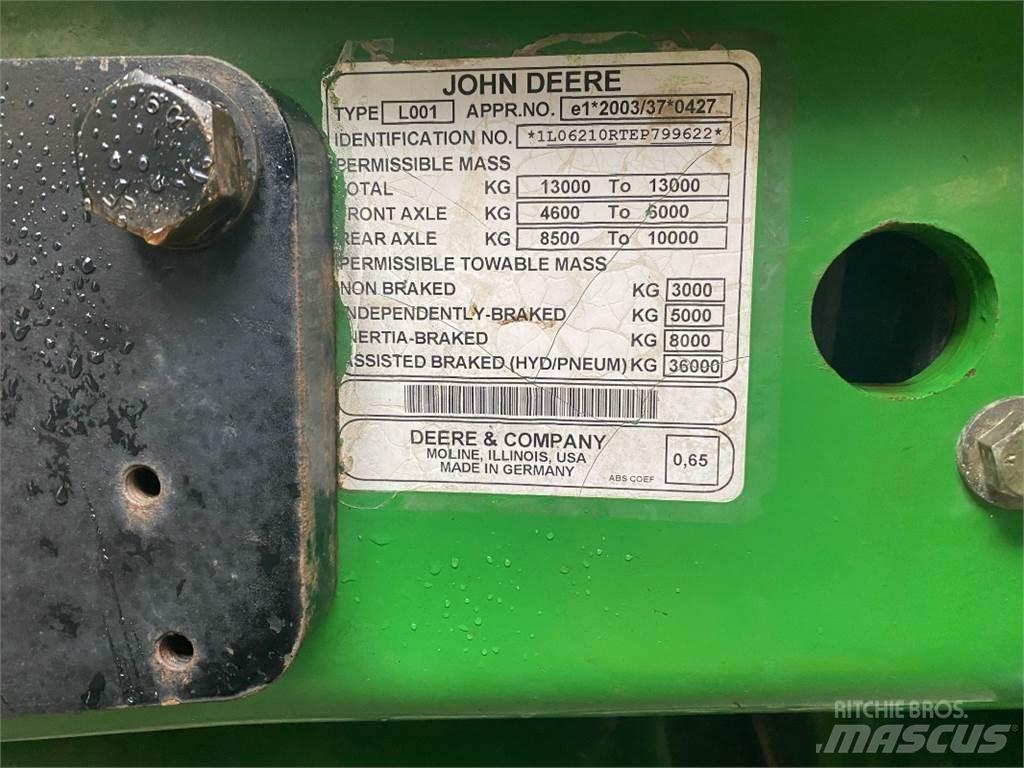 JOHN DEERE
TYPE L001 APPR.NO. e1*2003/37*0427
IDENTIFICATION NO. *1L06210RTEP799622*
PERMISSIBLE MASS
TOTAL KG 13000 To 13000
FRONT AXLE KG 4600 To 6000
REAR AXLE KG 8500 To 10000
PERMISSIBLE TOWABLE MASS
NON BRAKED KG 3000
INDEPENDENTLY-BRAKED KG 5000
INERTIA-BRAKED KG 8000
ASSISTED BRAKED (HYD/PNEUM) KG 36000
DEERE & COMPANY
MOLINE, ILLINOIS, USA
MADE IN GERMANY
ABS COEF 0,65
RITCHIE BROS.
MASCUS